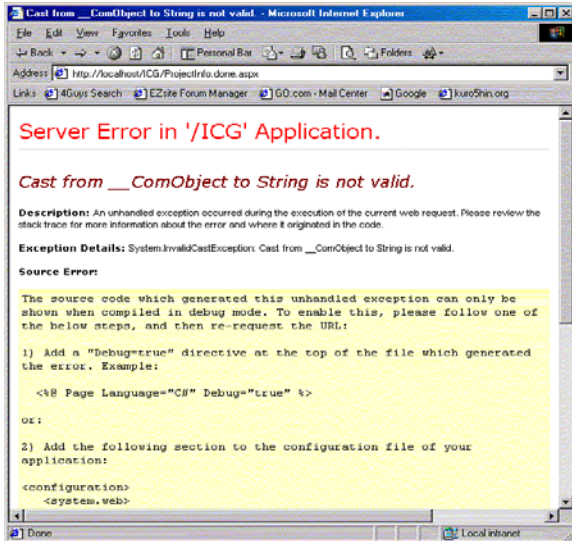 Cast from __ComObject to String is not valid. - Microsoft Internet Explorer
File Edit View Favorites Tools Help
Back Personal Bar Folders
Address http://localhost/ICG/ProjectInfo.done.aspx
Links 4Guys Search EZsite Forum Manager GO.com - Mail Center Google kuro5hin.org
Server Error in '/ICG' Application.
Cast from __ComObject to String is not valid.
Description: An unhandled exception occurred during the execution of the current web request. Please review the
stack trace for more information about the error and where it originated in the code.
Exception Details: System.InvalidCastException: Cast from __ComObject to String is not valid.
Source Error:
The source code which generated this unhandled exception can only be
shown when compiled in debug mode. To enable this, please follow one of
the below steps, and then re-request the URL:
1) Add a "Debug=true" directive at the top of the file which generated
the error. Example:
<%@ Page Language="C#" Debug="true" %>
or:
2) Add the following section to the configuration file of your
application:
<configuration>
<system.web>
Done Local intranet